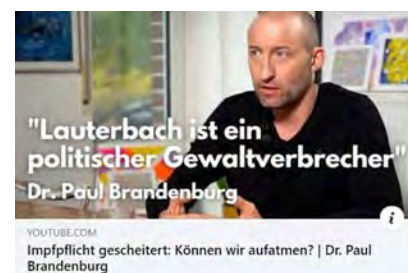 "Lauterbach ist ein
politischer Gewaltverbrecher"
Dr. Paul Brandenburg
i
YOUTUBE.COM
Impfpflicht gescheitert: Können wir aufatmen? | Dr. Paul
Brandenburg